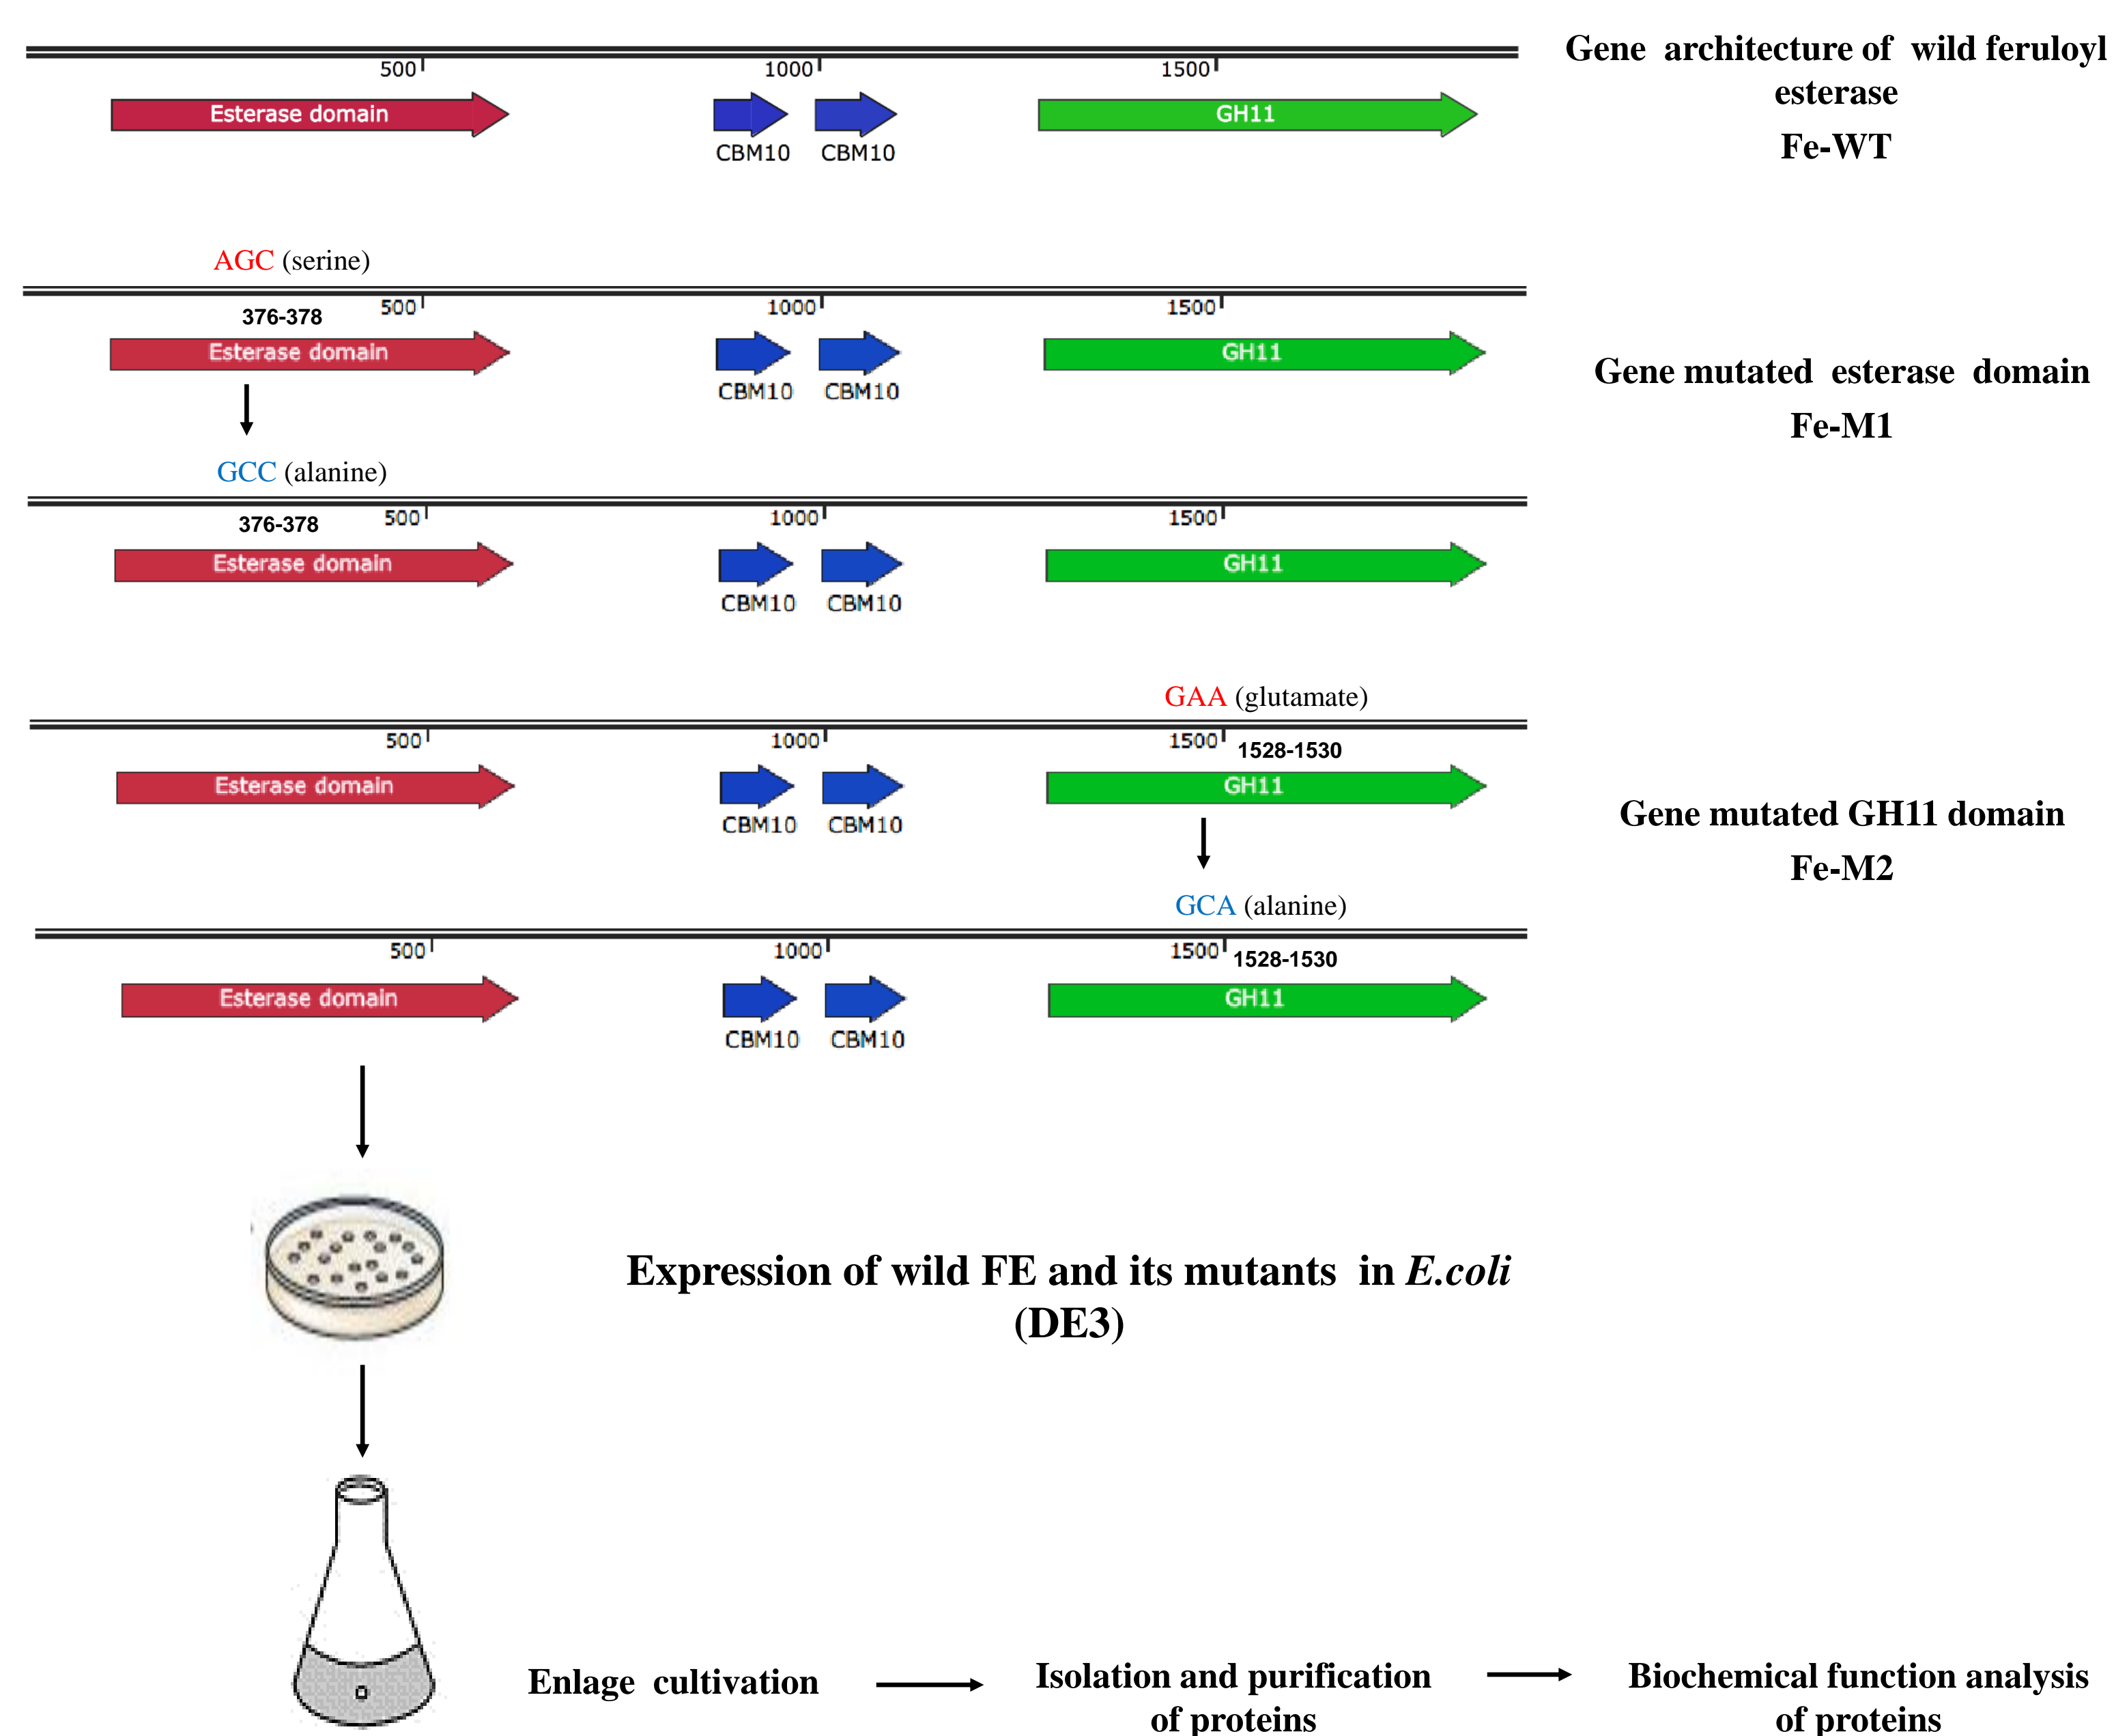 Gene architecture of wild feruloyl
esterase
Fe-WT
500 1000 1500
Esterase domain GH11
CBM10 CBM10
AGC (serine)
500 1000 1500
376-378
Esterase domain GH11
CBM10 CBM10
Gene mutated esterase domain
Fe-M1
GCC (alanine)
500 1000 1500
376-378
Esterase domain GH11
CBM10 CBM10
GAA (glutamate)
500 1000 1500 1528-1530
Esterase domain GH11
CBM10 CBM10
Gene mutated GH11 domain
Fe-M2
GCA (alanine)
500 1000 1500 1528-1530
Esterase domain GH11
CBM10 CBM10
Expression of wild FE and its mutants in E.coli
(DE3)
Enlage cultivation
Isolation and purification
of proteins
Biochemical function analysis
of proteins